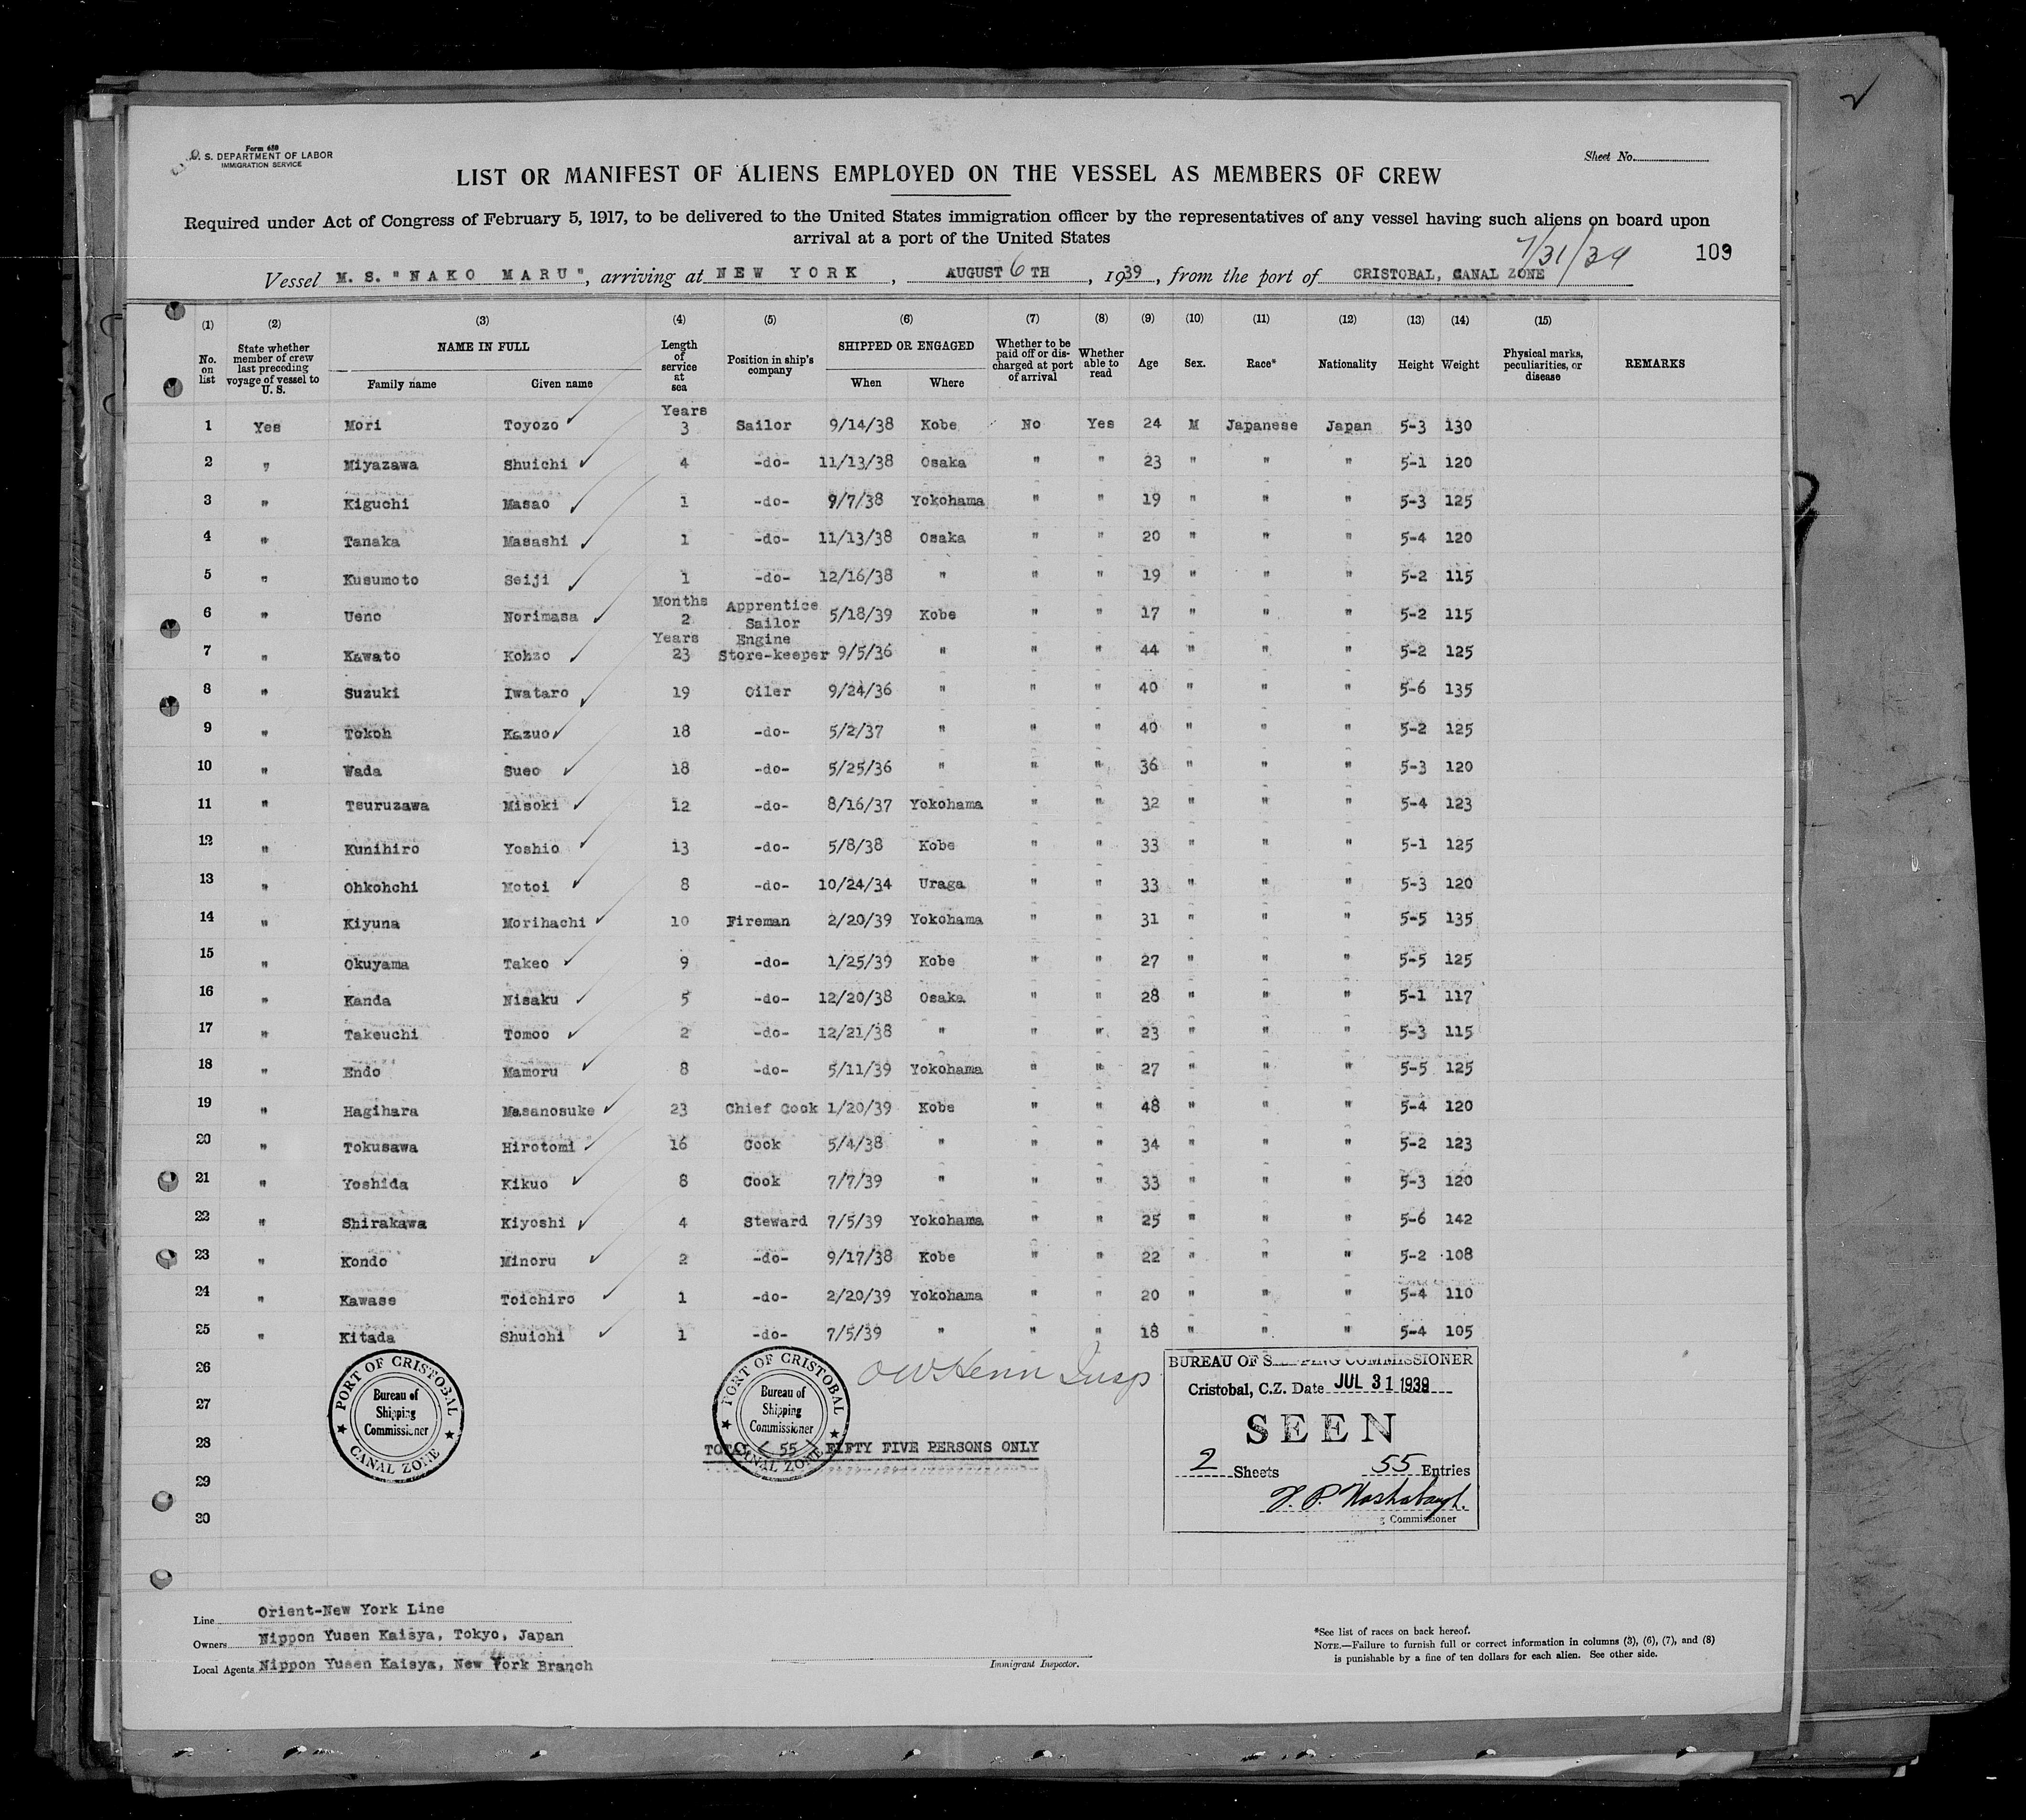 Form 680
U. S. DEPARTMENT OF LABOR
IMMIGRATION SERVICE
Sheet No.
LIST OR MANIFEST OF ALIENS EMPLOYED ON THE VESSEL AS MEMBERS OF CREW
Required under Act of Congress of February 5, 1917, to be delivered to the United States immigration officer by the representatives of any vessel having such aliens on board upon
arrival at a port of the United States
7/31/39
109
Vessel M. S. "NAKO MARU", arriving at NEW YORK, AUGUST 6TH, 1939, from the port of CRISTOBAL, CANAL ZONE
(1) (2) (3) (4) (5) (6) (7) (8) (9) (10) (11) (12) (13) (14) (15)
No. on list State whether member of crew last preceding voyage of vessel to U. S. NAME IN FULL Family name Given name Length of service at sea Position in ship's company SHIPPED OR ENGAGED When Where Whether to be paid off or discharged at port of arrival Whether able to read Age Sex. Race* Nationality Height Weight Physical marks, peculiarities, or disease REMARKS
1 Yes Mori Toyozo Years 3 Sailor 9/14/38 Kobe No Yes 24 M Japanese Japan 5-3 130
2 " Miyazawa Shuichi 4 -do- 11/13/38 Osaka " " 23 " " " 5-1 120
3 " Kiguchi Masao 1 -do- 9/7/38 Yokohama " " 19 " " " 5-3 125
4 " Tanaka Masashi 1 -do- 11/13/38 Osaka " " 20 " " " 5-4 120
5 " Kusumoto Seiji 1 -do- 12/16/38 " " " 19 " " " 5-2 115
6 " Ueno Norimasa Months 2 Apprentice Sailor 5/18/39 Kobe " " 17 " " " 5-2 115
7 " Kawato Kohzo Years 23 Engine Store-keeper 9/5/36 " " " 44 " " " 5-2 125
8 " Suzuki Iwataro 19 Oiler 9/24/36 " " " 40 " " " 5-6 135
9 " Tokoh Kazuo 18 -do- 5/2/37 " " " 40 " " " 5-2 125
10 " Wada Sueo 18 -do- 5/25/36 " " " 36 " " " 5-3 120
11 " Tsuruzawa Misoki 12 -do- 8/16/37 Yokohama " " 32 " " " 5-4 123
12 " Kunihiro Yoshio 13 -do- 5/8/38 Kobe " " 33 " " " 5-1 125
13 " Ohkohchi Motoi 8 -do- 10/24/34 Uraga " " 33 " " " 5-3 120
14 " Kiyuna Morihachi 10 Fireman 2/20/39 Yokohama " " 31 " " " 5-5 135
15 " Okuyama Takeo 9 -do- 1/25/39 Kobe " " 27 " " " 5-5 125
16 " Kanda Nisaku 5 -do- 12/20/38 Osaka " " 28 " " " 5-1 117
17 " Takeuchi Tomoo 2 -do- 12/21/38 " " " 23 " " " 5-3 115
18 " Endo Mamoru 8 -do- 5/11/39 Yokohama " " 27 " " " 5-5 125
19 " Hagihara Masanosuke 23 Chief Cook 1/20/39 Kobe " " 48 " " " 5-4 120
20 " Tokusawa Hirotomi 16 Cook 5/4/38 " " " 34 " " " 5-2 123
21 " Yoshida Kikuo 8 Cook 7/7/39 " " " 33 " " " 5-3 120
22 " Shirakawa Kiyoshi 4 Steward 7/5/39 Yokohama " " 25 " " " 5-6 142
23 " Kondo Minoru 2 -do- 9/17/38 Kobe " " 22 " " " 5-2 108
24 " Kawase Toichiro 1 -do- 2/20/39 Yokohama " " 20 " " " 5-4 110
25 " Kitada Shuichi 1 -do- 7/5/39 " " " 18 " " " 5-4 105
26
27
28
29
30
PORT OF CRISTOBAL
Bureau of
Shipping
Commissioner
CANAL ZONE
PORT OF CRISTOBAL
Bureau of
Shipping
Commissioner
CANAL ZONE
TOTAL ( 55 ) FIFTY FIVE PERSONS ONLY
BUREAU OF SHIPPING COMMISSIONER
Cristobal, C.Z. Date JUL 31 1939
SEEN
2 Sheets 55 Entries
Commissioner
Line Orient-New York Line
Owners Nippon Yusen Kaisya, Tokyo, Japan
Local Agents Nippon Yusen Kaisya, New York Branch
Immigrant Inspector.
*See list of races on back hereof.
NOTE.—Failure to furnish full or correct information in columns (3), (6), (7), and (8)
is punishable by a fine of ten dollars for each alien. See other side.